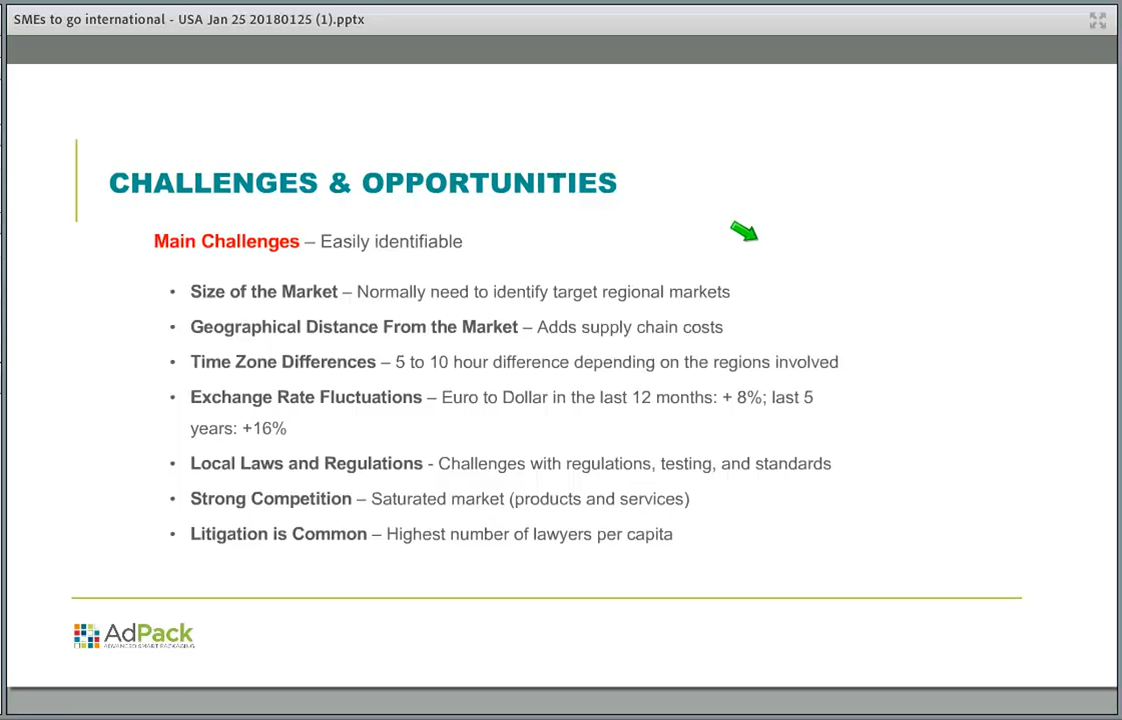 SMEs to go international - USA Jan 25 20180125 (1).pptx
CHALLENGES & OPPORTUNITIES
Main Challenges – Easily identifiable
• Size of the Market – Normally need to identify target regional markets
• Geographical Distance From the Market – Adds supply chain costs
• Time Zone Differences – 5 to 10 hour difference depending on the regions involved
• Exchange Rate Fluctuations – Euro to Dollar in the last 12 months: + 8%; last 5
years: +16%
• Local Laws and Regulations - Challenges with regulations, testing, and standards
• Strong Competition – Saturated market (products and services)
• Litigation is Common – Highest number of lawyers per capita
AdPack
ADVANCED SMART PACKAGING